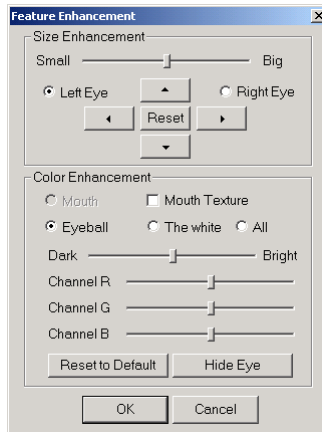 Feature Enhancement
Size Enhancement
Small Big
Left Eye Right Eye
Reset
Color Enhancement
Mouth Mouth Texture
Eyeball The white All
Dark Bright
Channel R
Channel G
Channel B
Reset to Default Hide Eye
OK Cancel